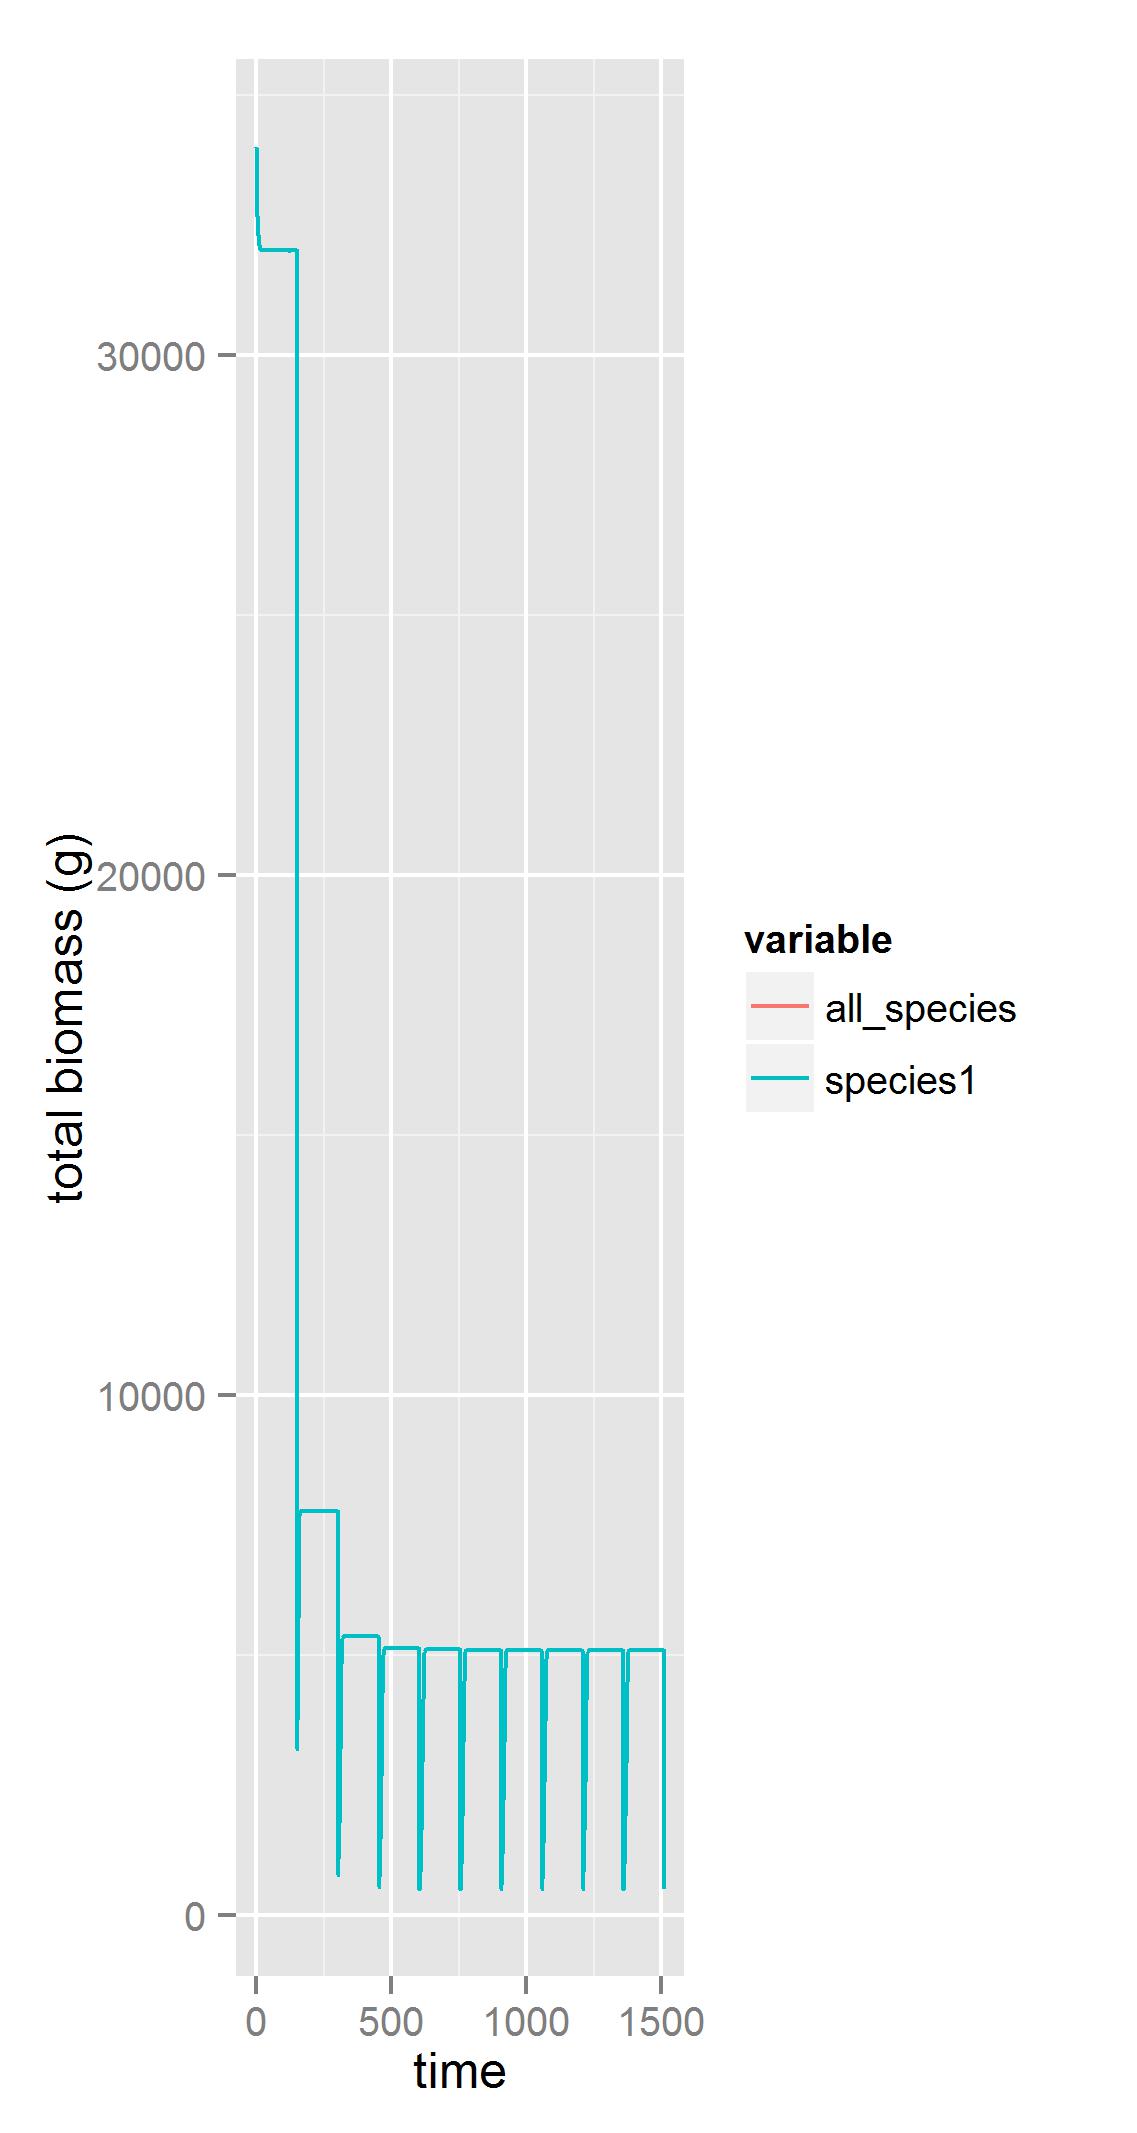 total biomass (g)
30000
20000
10000
0
0 500 1000 1500
time
variable
all_species
species1